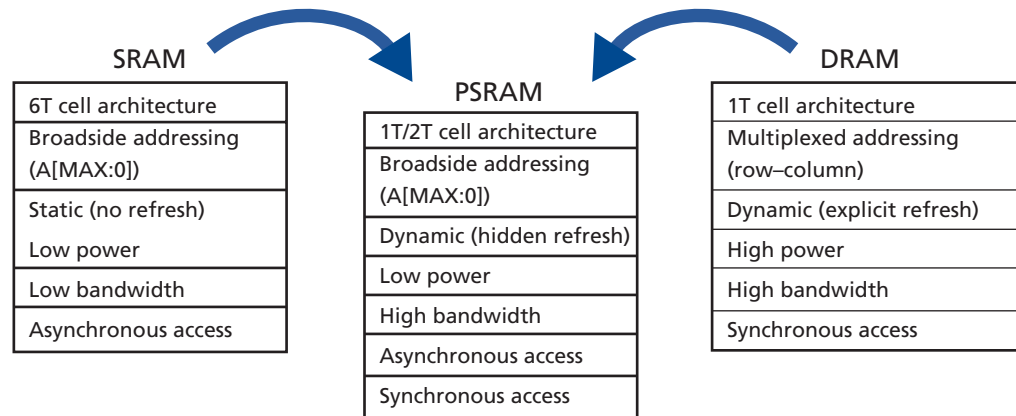 SRAM
6T cell architecture
Broadside addressing
(A[MAX:0])
Static (no refresh)
Low power
Low bandwidth
Asynchronous access
PSRAM
1T/2T cell architecture
Broadside addressing
(A[MAX:0])
Dynamic (hidden refresh)
Low power
High bandwidth
Asynchronous access
Synchronous access
DRAM
1T cell architecture
Multiplexed addressing
(row–column)
Dynamic (explicit refresh)
High power
High bandwidth
Synchronous access